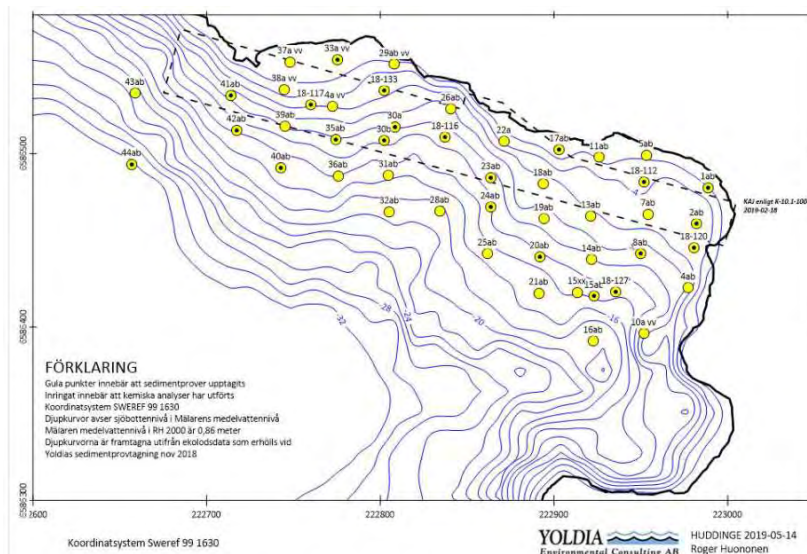 37a vv
33a vv
29ab vv
43ab
41ab
38a vv
18-133
18-117
4a vv
26ab
42ab
39ab
30a
35ab
30b
18-116
22a
17ab
11ab
5ab
44ab
40ab
36ab
31ab
23ab
18ab
18-112
-4
1ab
KAJ enligt K-10.1-100
2019-02-18
32ab
28ab
24ab
19ab
13ab
7ab
2ab
25ab
20ab
14ab
8ab
18-120
21ab
15xx
15ab
18-127
4ab
-16
-20
-24
-28
-32
16ab
10a vv
6586500
6586400
6586300
FÖRKLARING
Gula punkter innebär att sedimentprover upptagits
Inringat innebär att kemiska analyser har utförts
Koordinatsystem SWEREF 99 1630
Djupkurvor avser sjöbottennivå i Mälarens medelvattennivå
Mälaren medelvattennivå i RH 2000 är 0,86 meter
Djupkurvorna är framtagna utifrån ekolodsdata som erhölls vid
Yoldias sedimentprovtagning nov 2018
222700
222800
222900
223000
Koordinatsystem Sweref 99 1630
YOLDIA
Environmental Consulting AB
HUDDINGE 2019-05-14
Roger Huononen